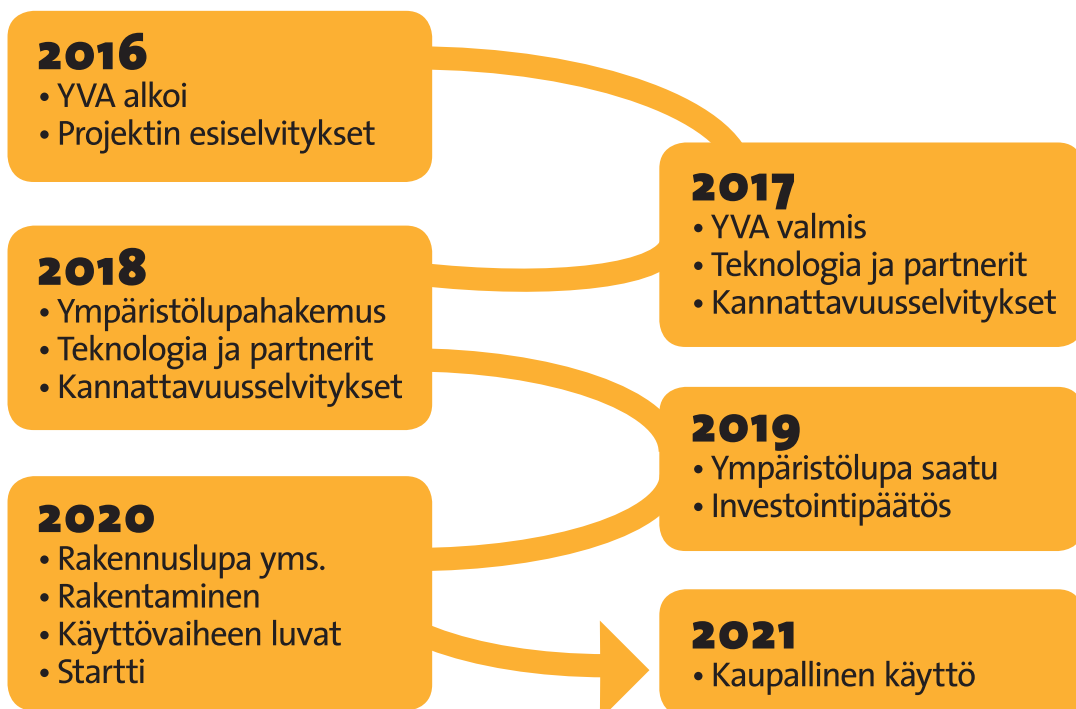 2016
• YVA alkoi
• Projektin esiselvitykset
2017
• YVA valmis
• Teknologia ja partnerit
• Kannattavuusselvitykset
2018
• Ympäristölupahakemus
• Teknologia ja partnerit
• Kannattavuusselvitykset
2019
• Ympäristölupa saatu
• Investointipäätös
2020
• Rakennuslupa yms.
• Rakentaminen
• Käyttövaiheen luvat
• Startti
2021
• Kaupallinen käyttö